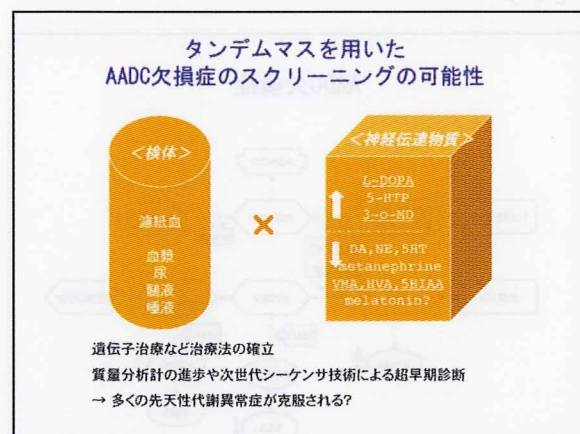 タンデムマスを用いた
AADC欠損症のスクリーニングの可能性
<検体>
濾紙血
血漿
尿
髄液
唾液
×
<神経伝達物質>
L-DOPA
5-HTP
3-O-MD
DA,NE,5HT
metanephrine
VMA,HVA,5HIAA
melatonin?
遺伝子治療など治療法の確立
質量分析計の進歩や次世代シーケンサ技術による超早期診断
→ 多くの先天性代謝異常症が克服される?